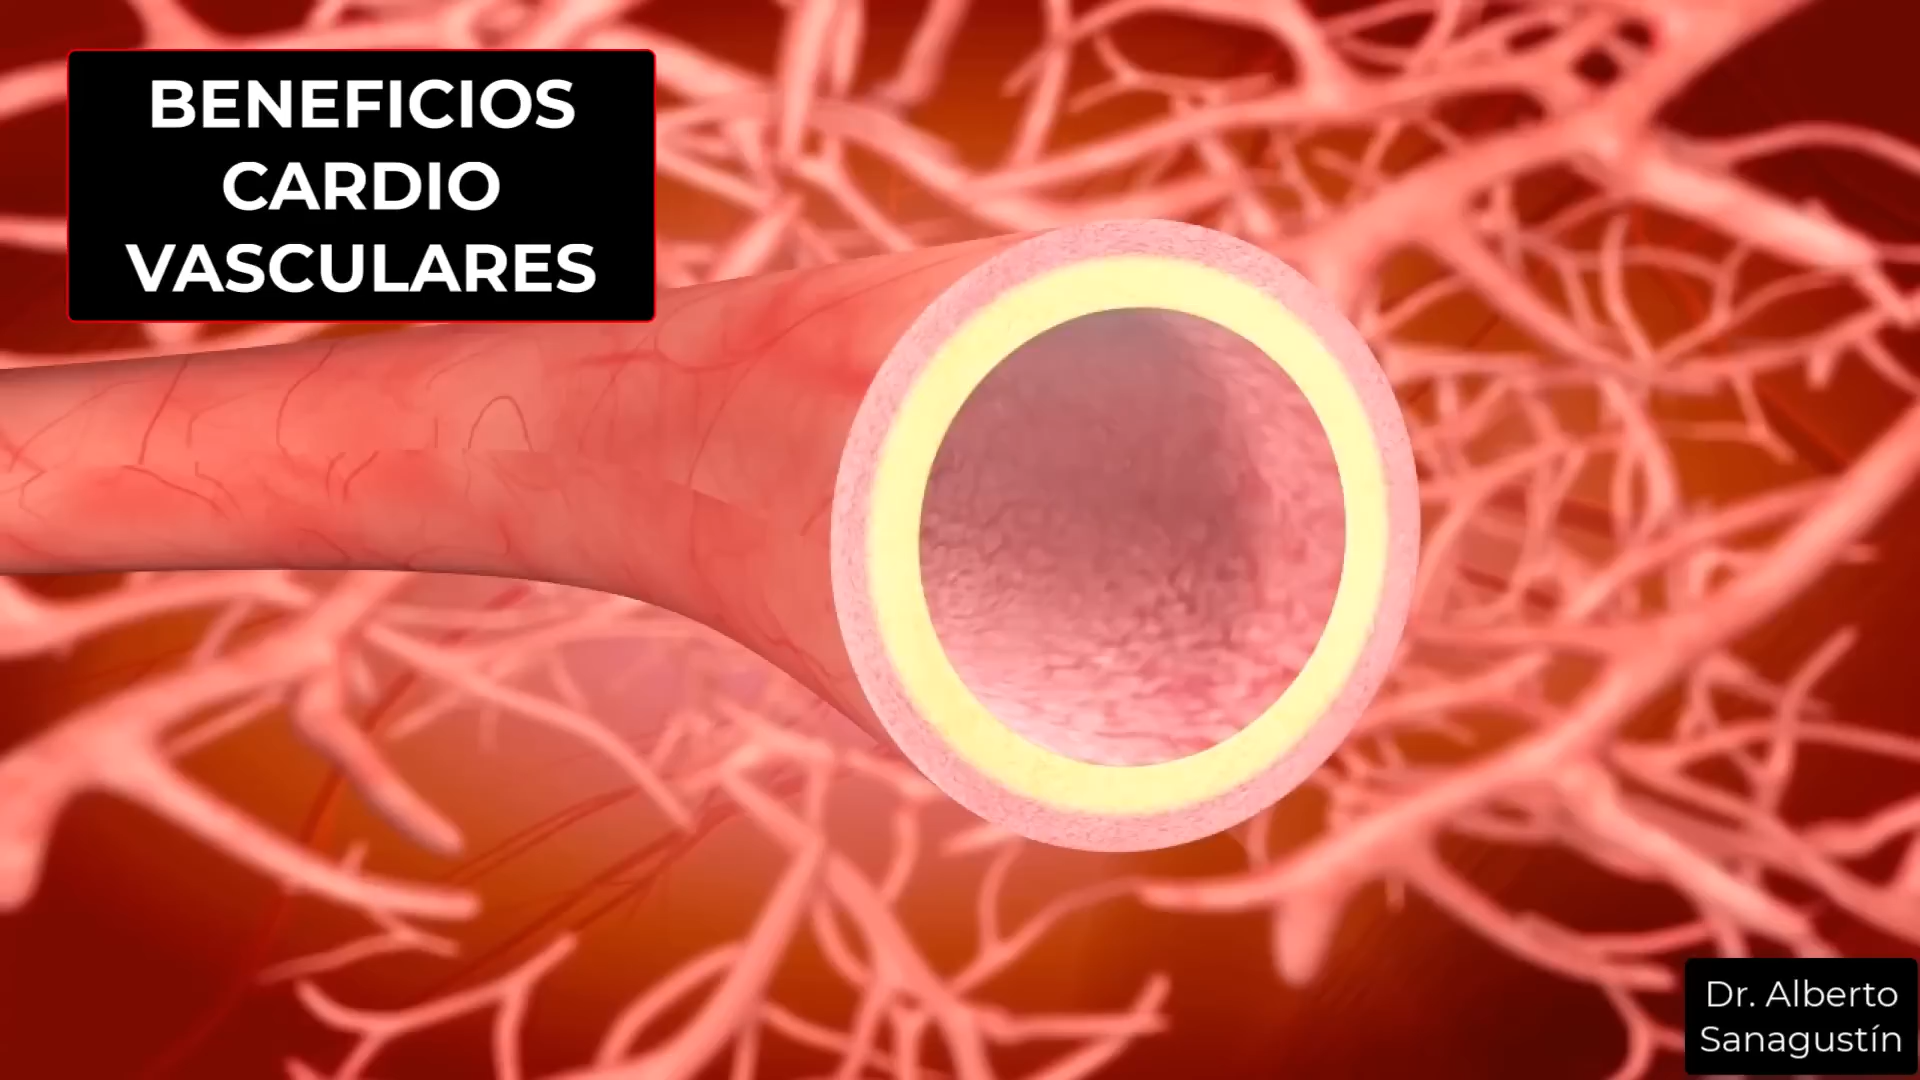 BENEFICIOS
CARDIO
VASCULARES
Dr. Alberto
Sanagustín